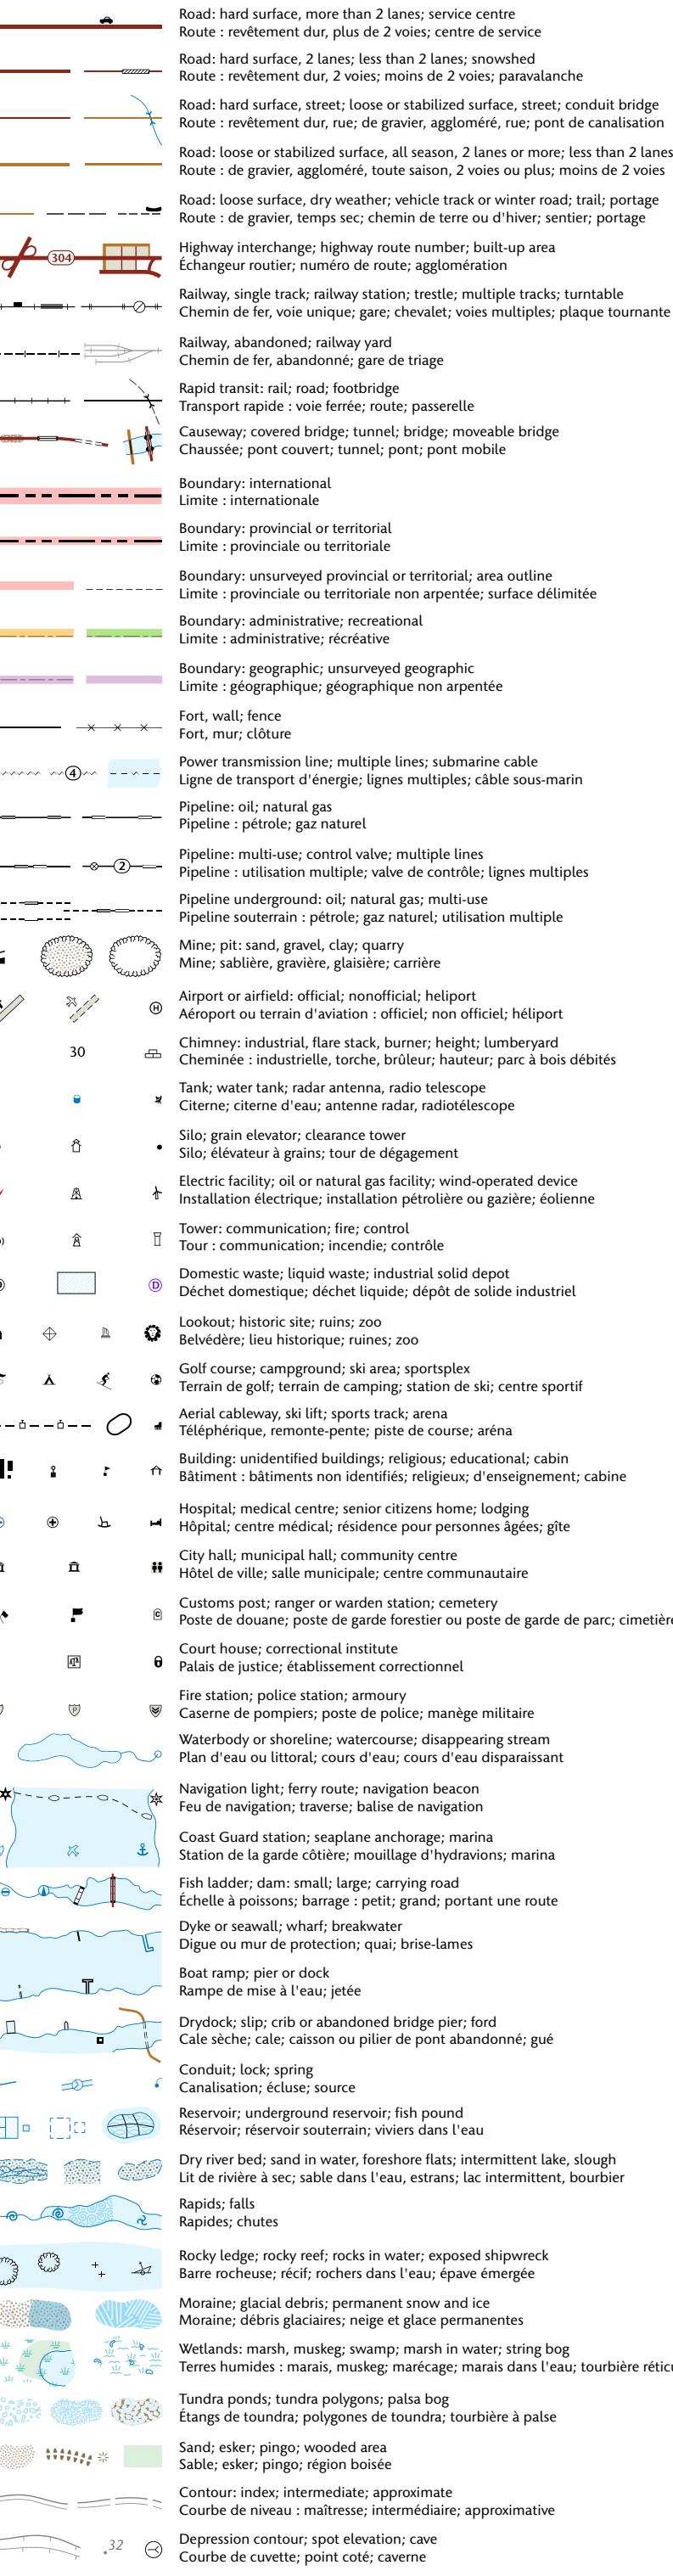 Road: hard surface, more than 2 lanes; service centre
Route : revêtement dur, plus de 2 voies; centre de service
Road: hard surface, 2 lanes; less than 2 lanes; snowshed
Route : revêtement dur, 2 voies; moins de 2 voies; paravalanche
Road: hard surface, street; loose or stabilized surface, street; conduit bridge
Route : revêtement dur, rue; de gravier, aggloméré, rue; pont de canalisation
Road: loose or stabilized surface, all season, 2 lanes or more; less than 2 lanes
Route : de gravier, aggloméré, toute saison, 2 voies ou plus; moins de 2 voies
Road: loose surface, dry weather; vehicle track or winter road; trail; portage
Route : de gravier, temps sec; chemin de terre ou d'hiver; sentier; portage
304
Highway interchange; highway route number; built-up area
Échangeur routier; numéro de route; agglomération
Railway, single track; railway station; trestle; multiple tracks; turntable
Chemin de fer, voie unique; gare; chevalet; voies multiples; plaque tournante
Railway, abandoned; railway yard
Chemin de fer, abandonné; gare de triage
Rapid transit: rail; road; footbridge
Transport rapide : voie ferrée; route; passerelle
Causeway; covered bridge; tunnel; bridge; moveable bridge
Chaussée; pont couvert; tunnel; pont; pont mobile
Boundary: international
Limite : internationale
Boundary: provincial or territorial
Limite : provinciale ou territoriale
Boundary: unsurveyed provincial or territorial; area outline
Limite : provinciale ou territoriale non arpentée; surface délimitée
Boundary: administrative; recreational
Limite : administrative; récréative
Boundary: geographic; unsurveyed geographic
Limite : géographique; géographique non arpentée
Fort, wall; fence
Fort, mur; clôture
4
Power transmission line; multiple lines; submarine cable
Ligne de transport d'énergie; lignes multiples; câble sous-marin
Pipeline: oil; natural gas
Pipeline : pétrole; gaz naturel
2
Pipeline: multi-use; control valve; multiple lines
Pipeline : utilisation multiple; valve de contrôle; lignes multiples
Pipeline underground: oil; natural gas; multi-use
Pipeline souterrain : pétrole; gaz naturel; utilisation multiple
Mine; pit: sand, gravel, clay; quarry
Mine; sablière, gravière, glaisière; carrière
H
Airport or airfield: official; nonofficial; heliport
Aéroport ou terrain d'aviation : officiel; non officiel; héliport
30
Chimney: industrial, flare stack, burner; height; lumberyard
Cheminée : industrielle, torche, brûleur; hauteur; parc à bois débités
Tank; water tank; radar antenna, radio telescope
Citerne; citerne d'eau; antenne radar, radiotélescope
Silo; grain elevator; clearance tower
Silo; élévateur à grains; tour de dégagement
Electric facility; oil or natural gas facility; wind-operated device
Installation électrique; installation pétrolière ou gazière; éolienne
Tower: communication; fire; control
Tour : communication; incendie; contrôle
D
Domestic waste; liquid waste; industrial solid depot
Déchet domestique; déchet liquide; dépôt de solide industriel
Lookout; historic site; ruins; zoo
Belvédère; lieu historique; ruines; zoo
Golf course; campground; ski area; sportsplex
Terrain de golf; terrain de camping; station de ski; centre sportif
Aerial cableway, ski lift; sports track; arena
Téléphérique, remonte-pente; piste de course; aréna
Building: unidentified buildings; religious; educational; cabin
Bâtiment : bâtiments non identifiés; religieux; d'enseignement; cabine
Hospital; medical centre; senior citizens home; lodging
Hôpital; centre médical; résidence pour personnes âgées; gîte
City hall; municipal hall; community centre
Hôtel de ville; salle municipale; centre communautaire
C
Customs post; ranger or warden station; cemetery
Poste de douane; poste de garde forestier ou poste de garde de parc; cimetière
Court house; correctional institute
Palais de justice; établissement correctionnel
P
Fire station; police station; armoury
Caserne de pompiers; poste de police; manège militaire
Waterbody or shoreline; watercourse; disappearing stream
Plan d'eau ou littoral; cours d'eau; cours d'eau disparaissant
Navigation light; ferry route; navigation beacon
Feu de navigation; traverse; balise de navigation
Coast Guard station; seaplane anchorage; marina
Station de la garde côtière; mouillage d'hydravions; marina
Fish ladder; dam: small; large; carrying road
Échelle à poissons; barrage : petit; grand; portant une route
Dyke or seawall; wharf; breakwater
Digue ou mur de protection; quai; brise-lames
Boat ramp; pier or dock
Rampe de mise à l'eau; jetée
Drydock; slip; crib or abandoned bridge pier; ford
Cale sèche; cale; caisson ou pilier de pont abandonné; gué
Conduit; lock; spring
Canalisation; écluse; source
Reservoir; underground reservoir; fish pound
Réservoir; réservoir souterrain; viviers dans l'eau
Dry river bed; sand in water, foreshore flats; intermittent lake, slough
Lit de rivière à sec; sable dans l'eau, estrans; lac intermittent, bourbier
Rapids; falls
Rapides; chutes
Rocky ledge; rocky reef; rocks in water; exposed shipwreck
Barre rocheuse; récif; rochers dans l'eau; épave émergée
Moraine; glacial debris; permanent snow and ice
Moraine; débris glaciaires; neige et glace permanentes
Wetlands: marsh, muskeg; swamp; marsh in water; string bog
Terres humides : marais, muskeg; marécage; marais dans l'eau; tourbière
Tundra ponds; tundra polygons; palsa bog
Étangs de toundra; polygones de toundra; tourbière à palse
Sand; esker; pingo; wooded area
Sable; esker; pingo; région boisée
Contour: index; intermediate; approximate
Courbe de niveau : maîtresse; intermédiaire; approximative
.32
Depression contour; spot elevation; cave
Courbe de cuvette; point coté; caverne